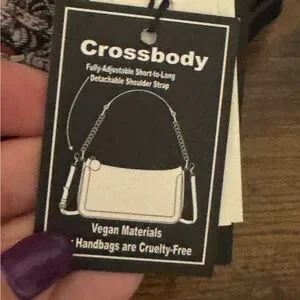 Crossbody
Fully-Adjustable Short-to-Long
Detachable Shoulder Strap
Vegan Materials
Handbags are Cruelty-Free